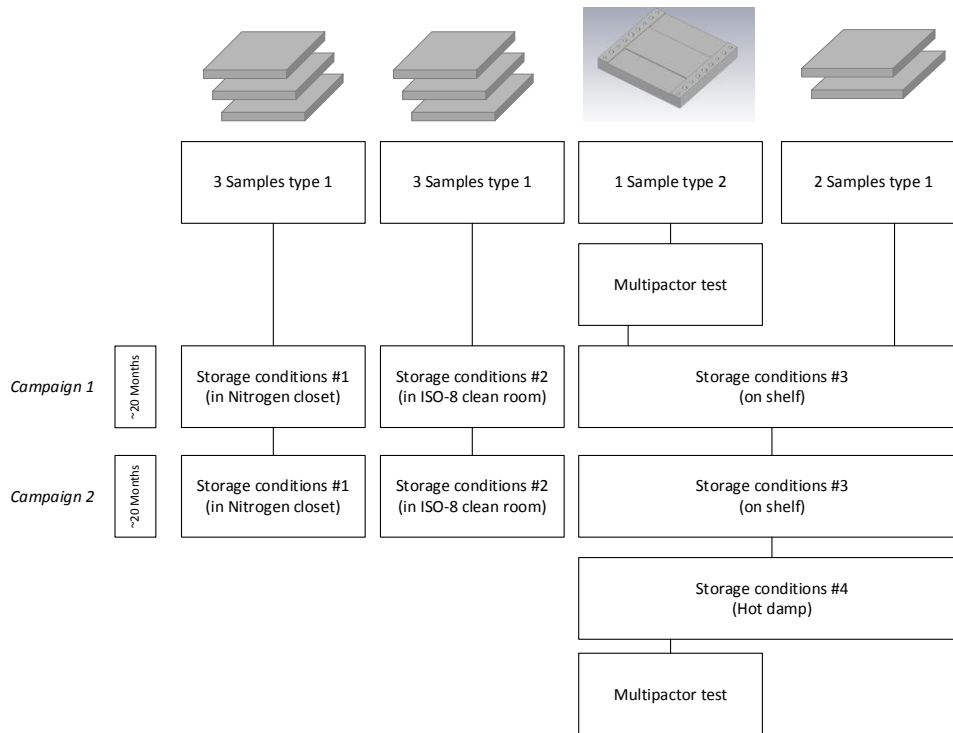 3 Samples type 1
3 Samples type 1
1 Sample type 2
2 Samples type 1
Multipactor test
Campaign 1
~20 Months
Storage conditions #1
(in Nitrogen closet)
Storage conditions #2
(in ISO-8 clean room)
Storage conditions #3
(on shelf)
Campaign 2
~20 Months
Storage conditions #1
(in Nitrogen closet)
Storage conditions #2
(in ISO-8 clean room)
Storage conditions #3
(on shelf)
Storage conditions #4
(Hot damp)
Multipactor test